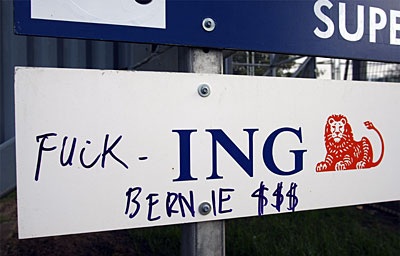 SUPE
FUCK - ING
BERNIE $$$